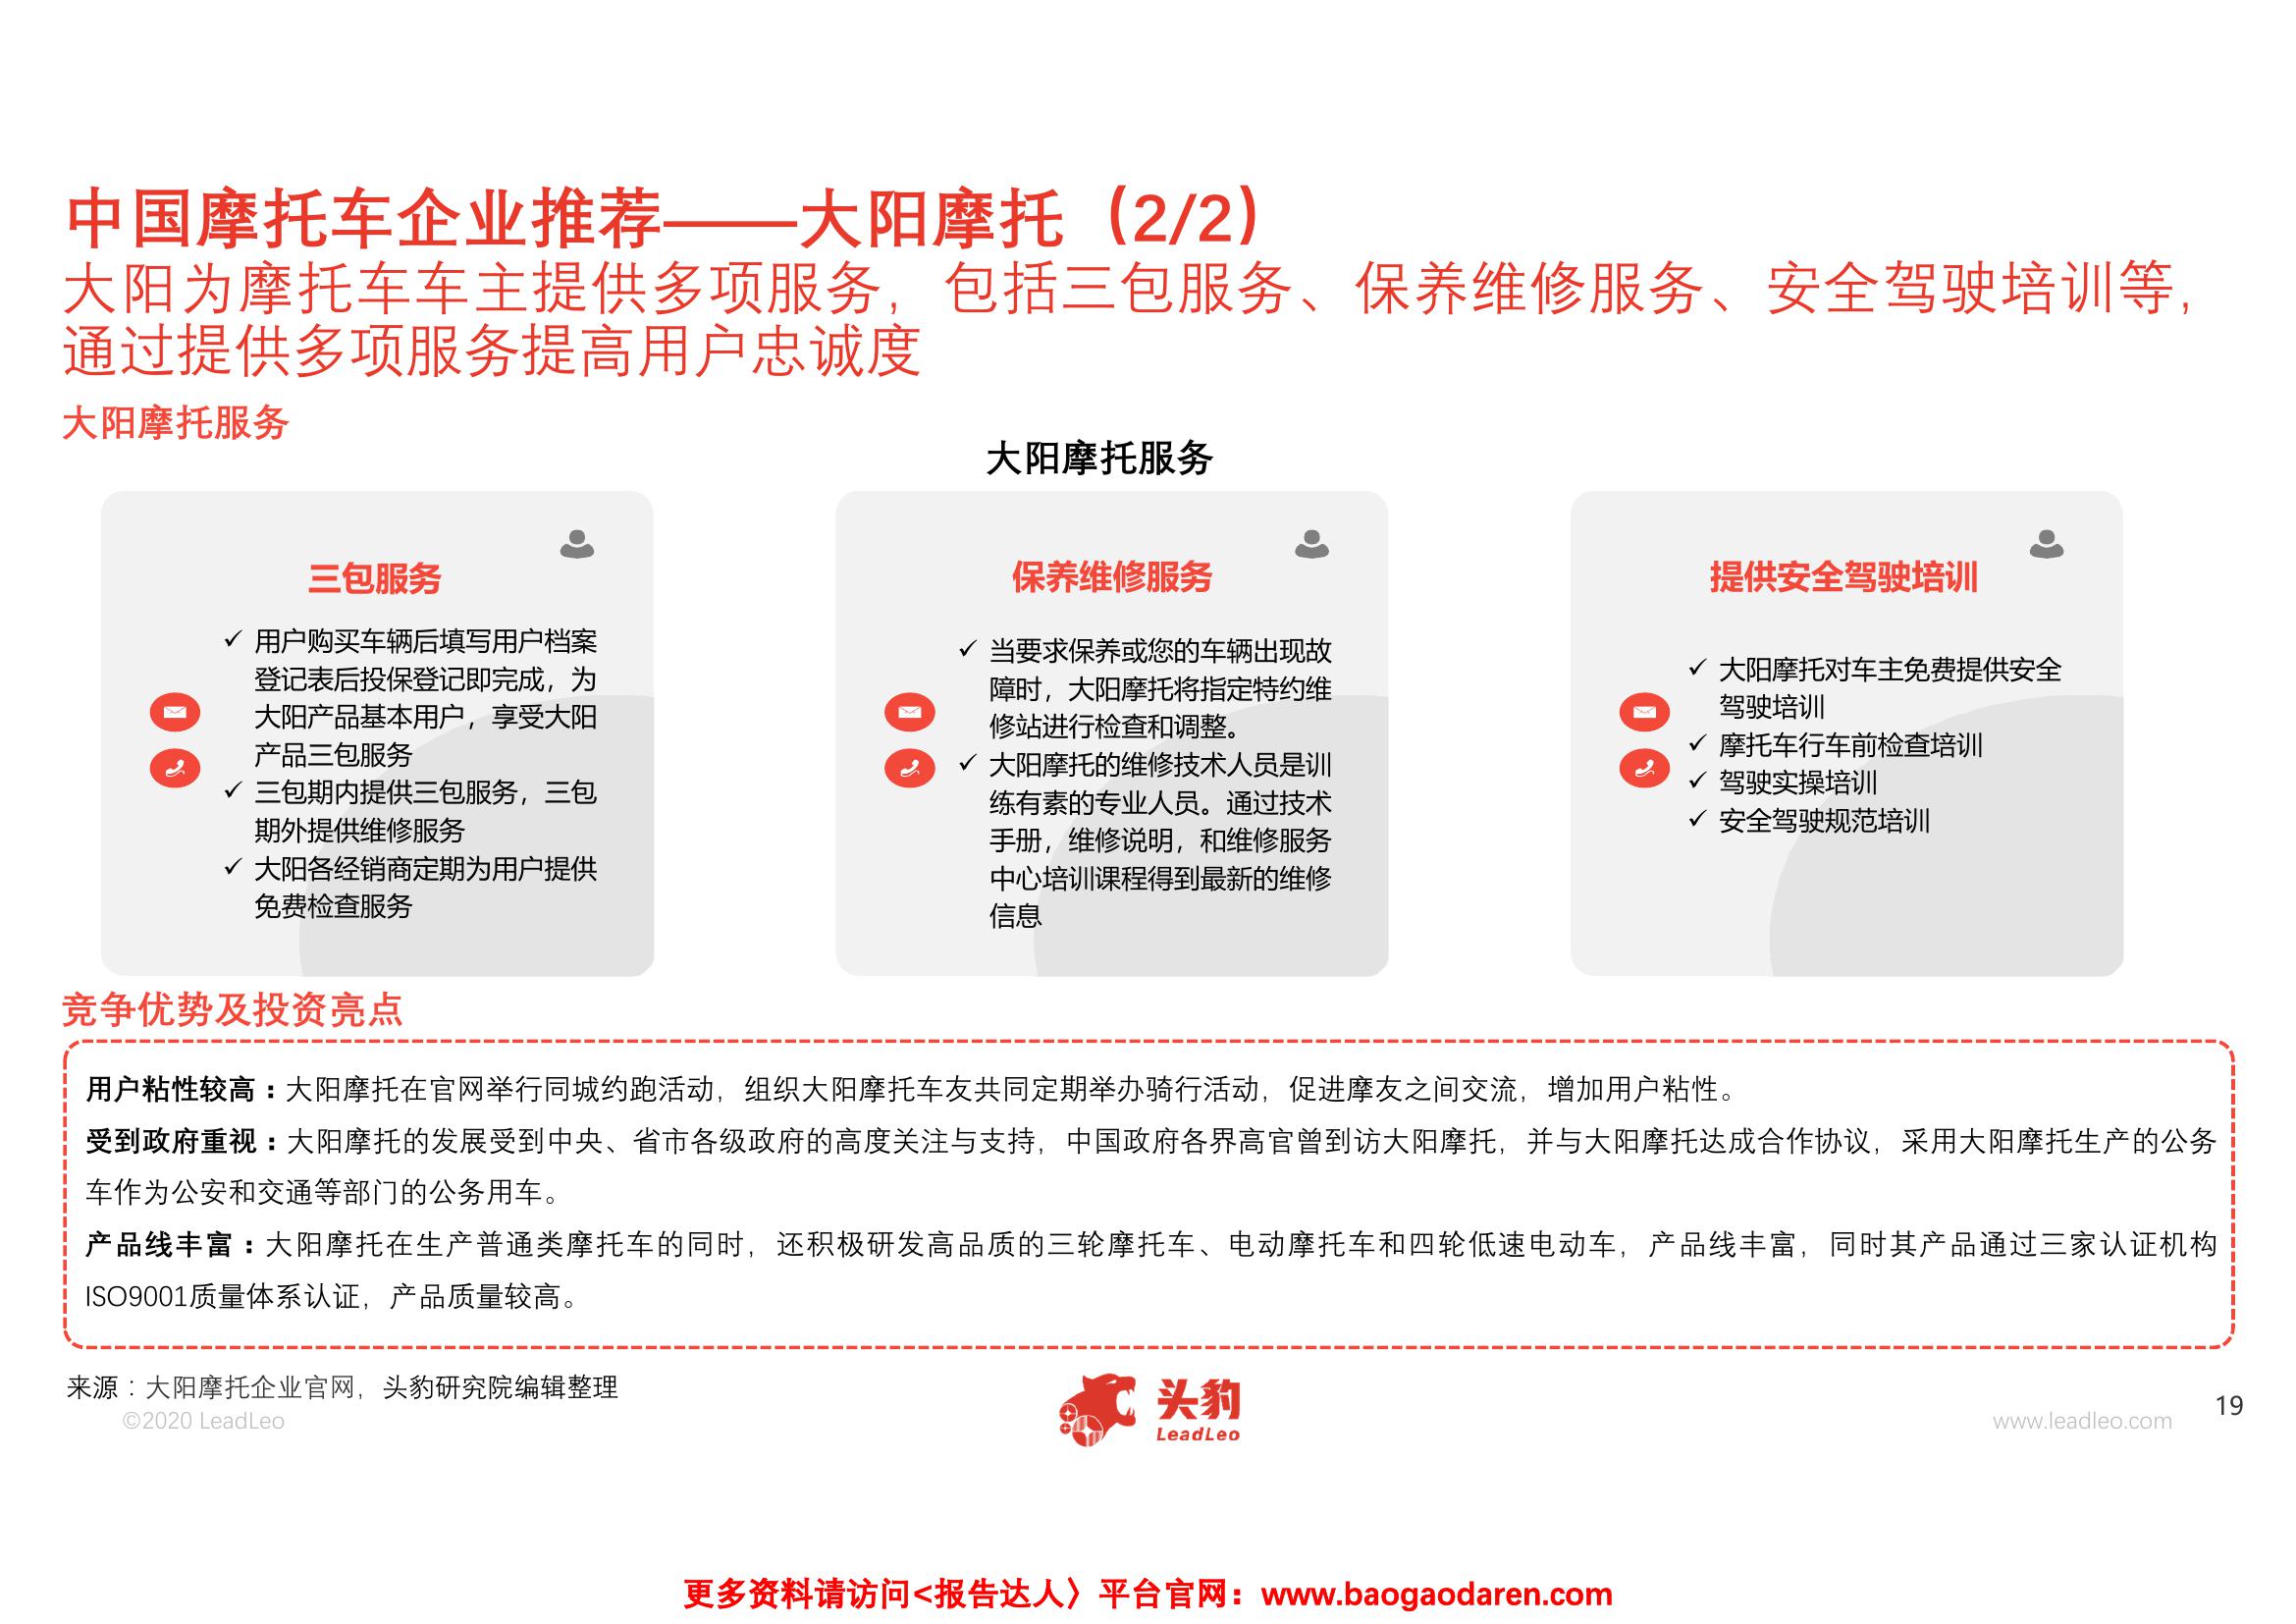 中国摩托车企业推荐——大阳摩托（2/2）
大阳为摩托车车主提供多项服务，包括三包服务、保养维修服务、安全驾驶培训等，
通过提供多项服务提高用户忠诚度
大阳摩托服务
大阳摩托服务
三包服务
✓ 用户购买车辆后填写用户档案
登记表后投保登记即完成，为
大阳产品基本用户，享受大阳
产品三包服务
✓ 三包期内提供三包服务，三包
期外提供维修服务
✓ 大阳各经销商定期为用户提供
免费检查服务
保养维修服务
✓ 当要求保养或您的车辆出现故
障时，大阳摩托将指定特约维
修站进行检查和调整。
✓ 大阳摩托的维修技术人员是训
练有素的专业人员。通过技术
手册，维修说明，和维修服务
中心培训课程得到最新的维修
信息
提供安全驾驶培训
✓ 大阳摩托对车主免费提供安全
驾驶培训
✓ 摩托车行车前检查培训
✓ 驾驶实操培训
✓ 安全驾驶规范培训
竞争优势及投资亮点
用户粘性较高：大阳摩托在官网举行同城约跑活动，组织大阳摩托车友共同定期举办骑行活动，促进摩友之间交流，增加用户粘性。
受到政府重视：大阳摩托的发展受到中央、省市各级政府的高度关注与支持，中国政府各界高官曾到访大阳摩托，并与大阳摩托达成合作协议，采用大阳摩托生产的公务
车作为公安和交通等部门的公务用车。
产品线丰富：大阳摩托在生产普通类摩托车的同时，还积极研发高品质的三轮摩托车、电动摩托车和四轮低速电动车，产品线丰富，同时其产品通过三家认证机构
ISO9001质量体系认证，产品质量较高。
来源：大阳摩托企业官网，头豹研究院编辑整理
©2020 LeadLeo
头豹
LeadLeo
www.leadleo.com
19
更多资料请访问<报告达人〉平台官网：www.baogaodaren.com